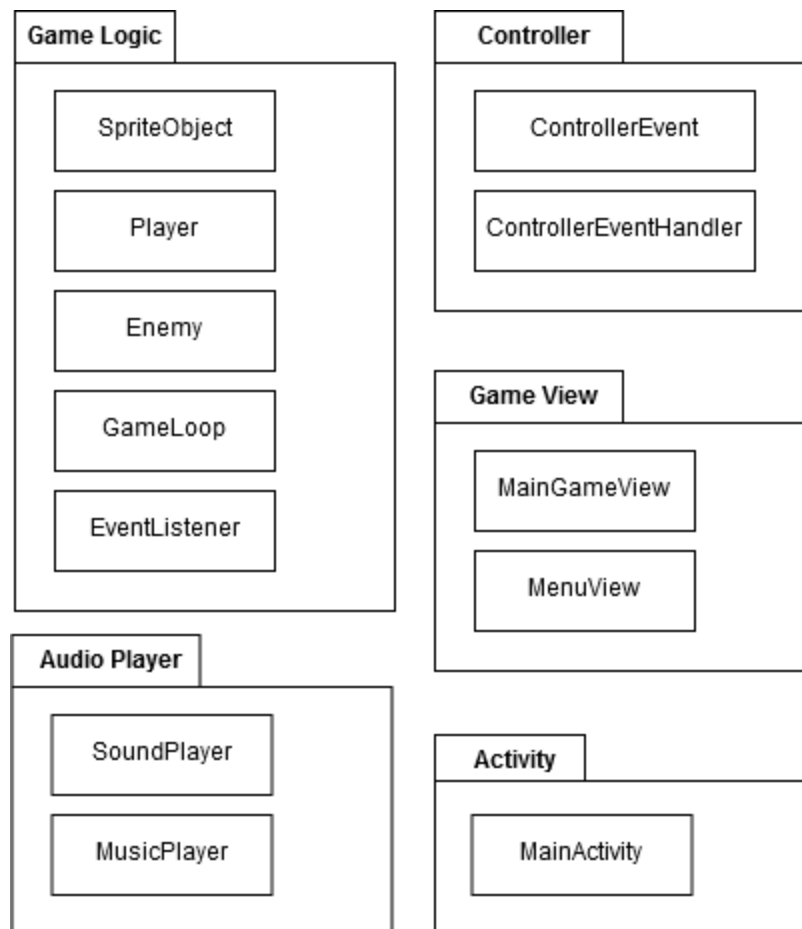 Game Logic
SpriteObject
Player
Enemy
GameLoop
EventListener
Audio Player
SoundPlayer
MusicPlayer
Controller
ControllerEvent
ControllerEventHandler
Game View
MainGameView
MenuView
Activity
MainActivity